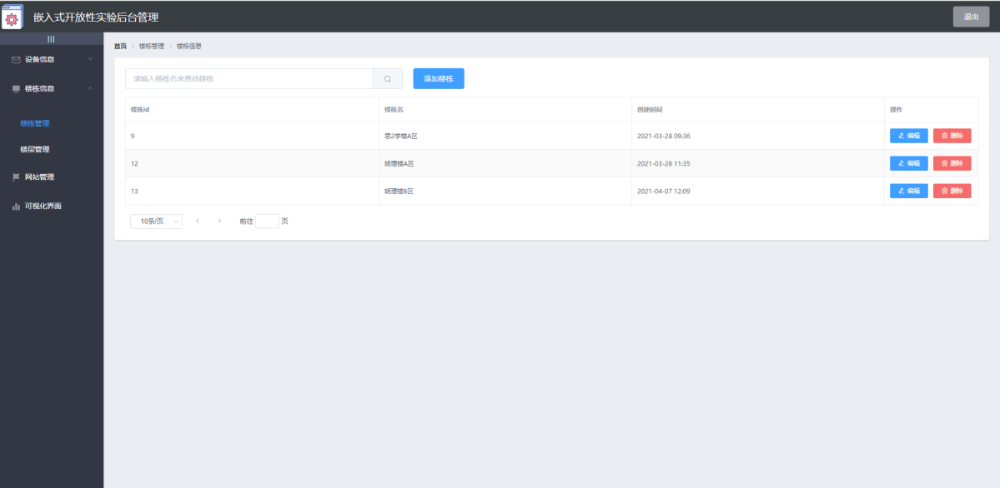 嵌入式开放性实验后台管理
退出
设备信息
楼栋信息
楼栋管理
楼层管理
网站管理
可视化界面
首页 > 楼栋管理 > 楼栋信息
请输入楼栋名来查找楼栋
添加楼栋
楼栋id 楼栋名 创建时间 操作
9 思2学楼A区 2021-03-28 09:36 编辑 删除
12 明理楼A区 2021-03-28 11:35 编辑 删除
13 明理楼B区 2021-04-07 12:09 编辑 删除
10条/页 < > 前往 页